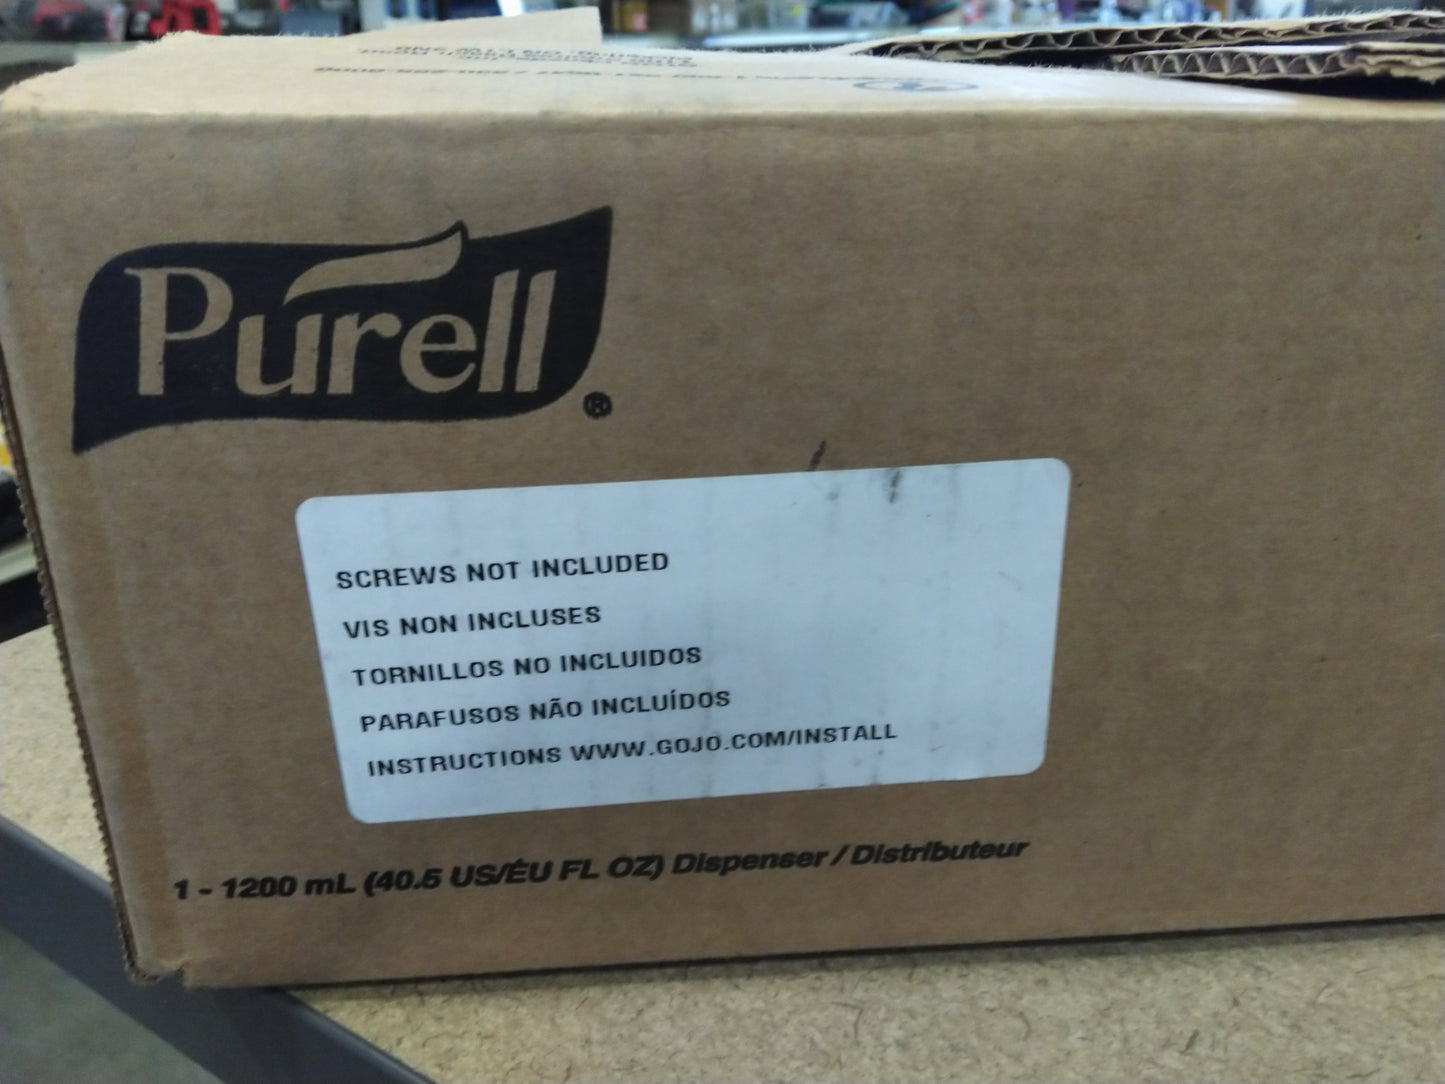 Purell®
SCREWS NOT INCLUDED
VIS NON INCLUSES
TORNILLOS NO INCLUIDOS
PARAFUSOS NÃO INCLUÍDOS
INSTRUCTIONS WWW.GOJO.COM/INSTALL
1 - 1200 mL (40.5 US/ÉU FL OZ) Dispenser / Distributeur